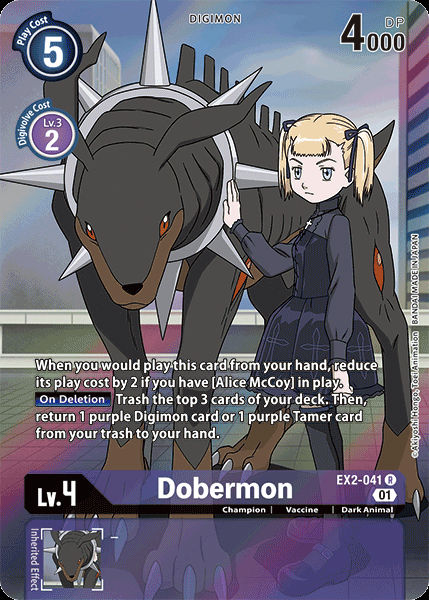 Play Cost
5
DIGIMON
DP
4000
Digivolve Cost
Lv.3
2
When you would play this card from your hand, reduce
its play cost by 2 if you have [Alice McCoy] in play.
On Deletion Trash the top 3 cards of your deck. Then,
return 1 purple Digimon card or 1 purple Tamer card
from your trash to your hand.
©Akiyoshi Hongo, Toei Animation BANDAI MADE IN JAPAN
Lv.4
Dobermon
EX2-041 R
01
Champion | Vaccine | Dark Animal
Inherited Effect
–